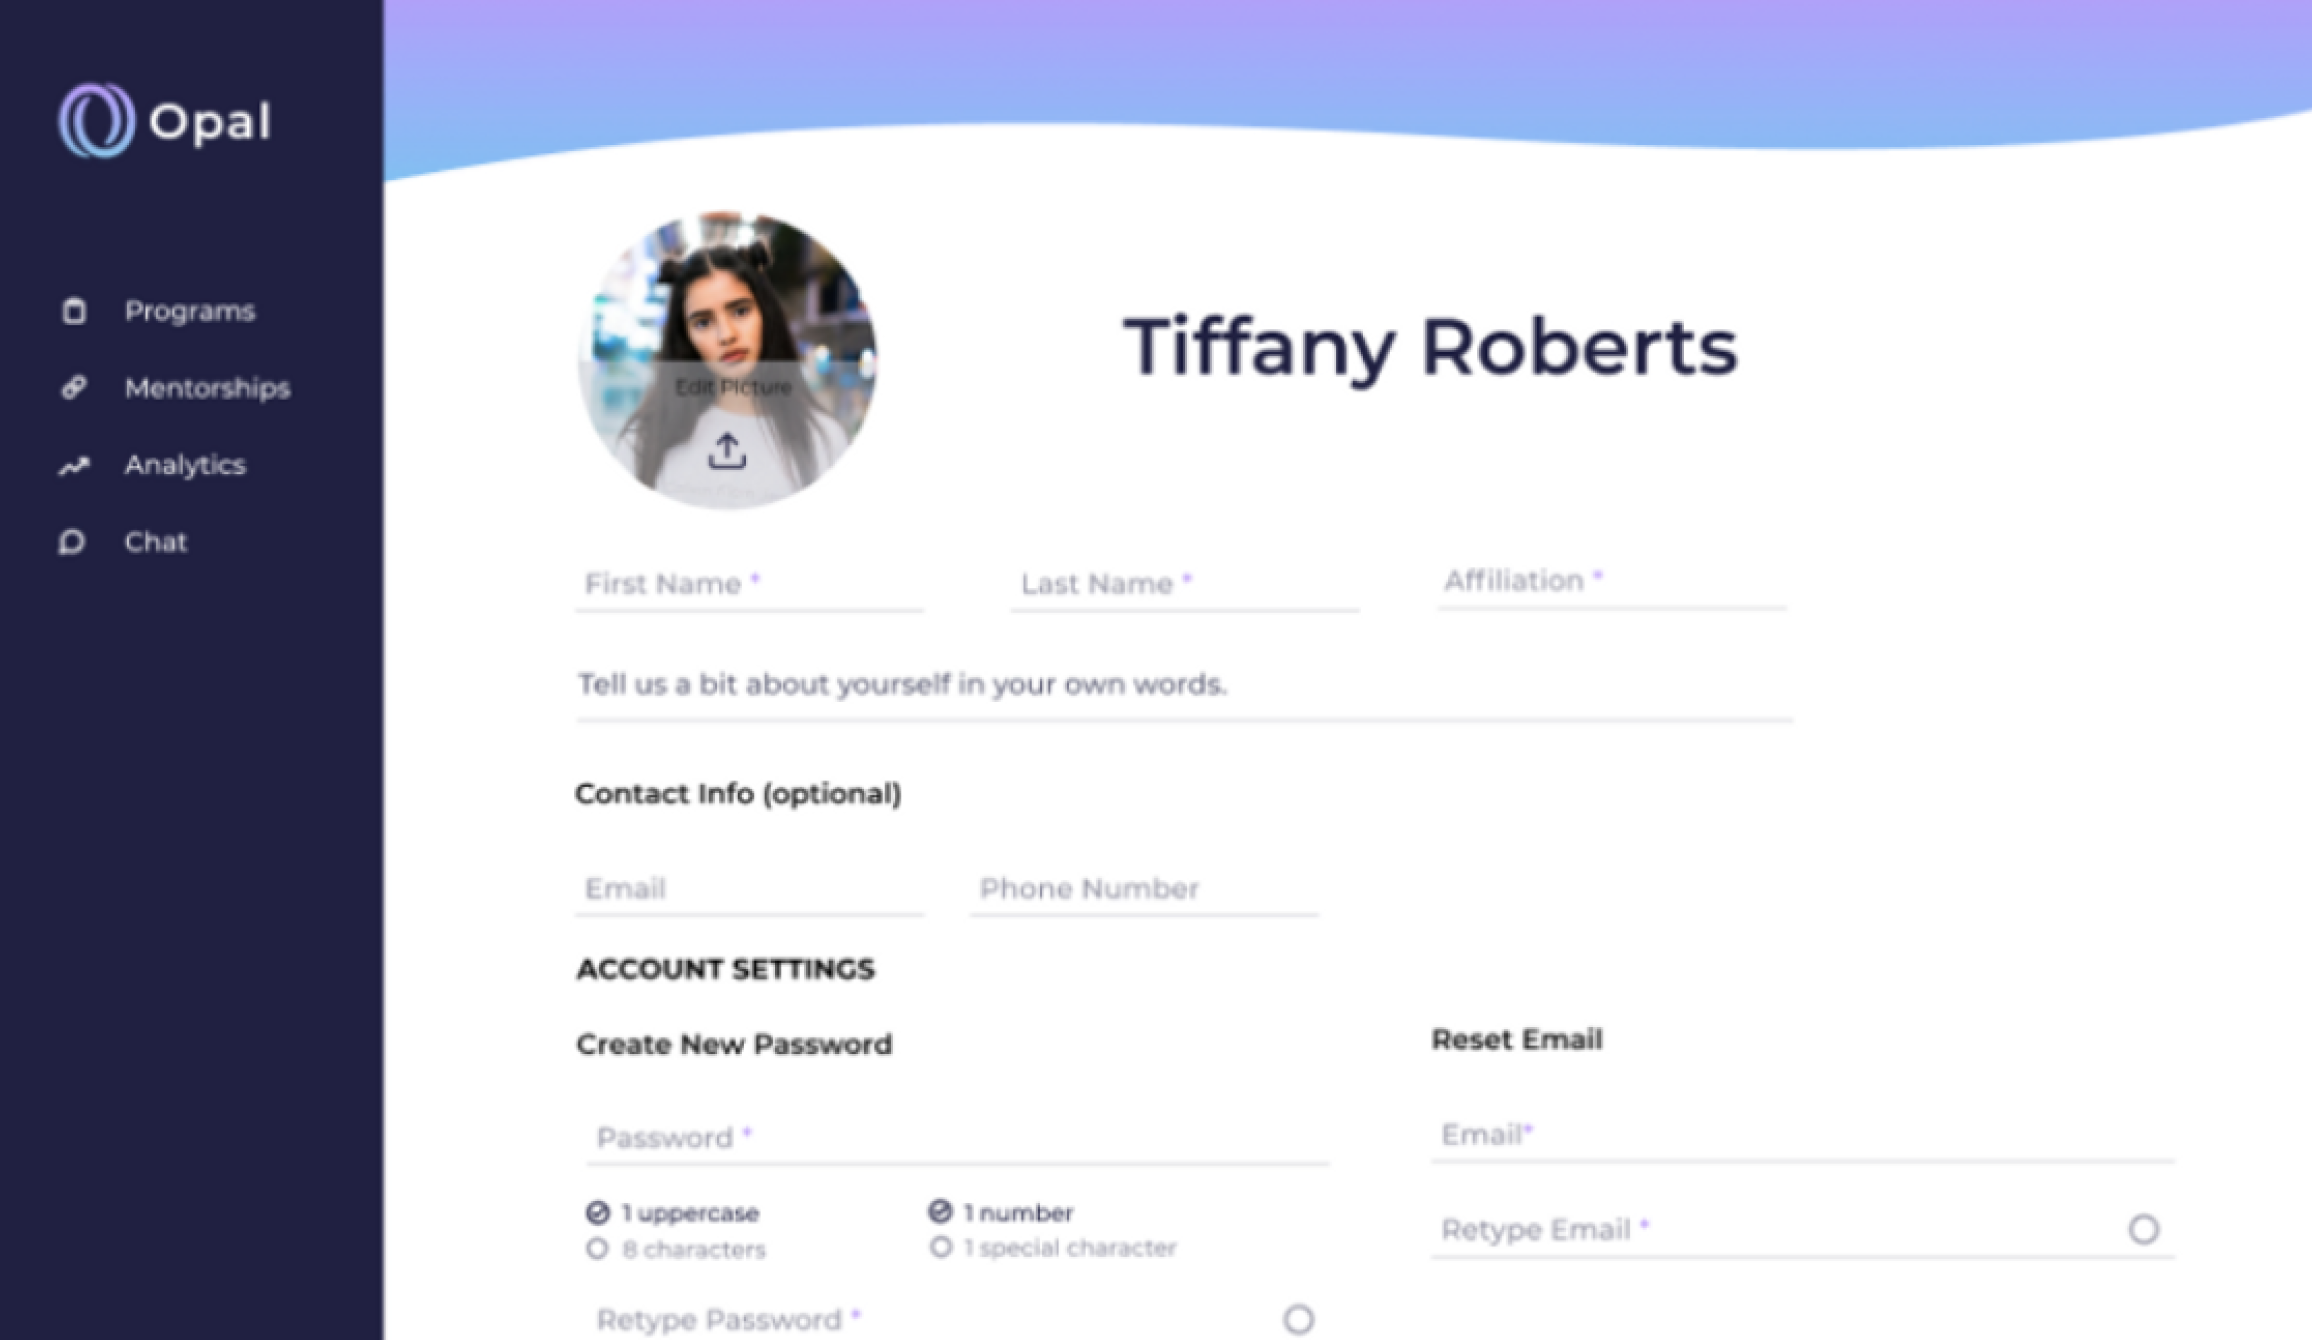 Opal
Programs
Mentorships
Analytics
Chat
Edit Picture
Tiffany Roberts
First Name * Last Name * Affiliation *
Tell us a bit about yourself in your own words.
Contact Info (optional)
Email Phone Number
ACCOUNT SETTINGS
Create New Password
Password *
1 uppercase 1 number
8 characters 1 special character
Retype Password *
Reset Email
Email*
Retype Email *